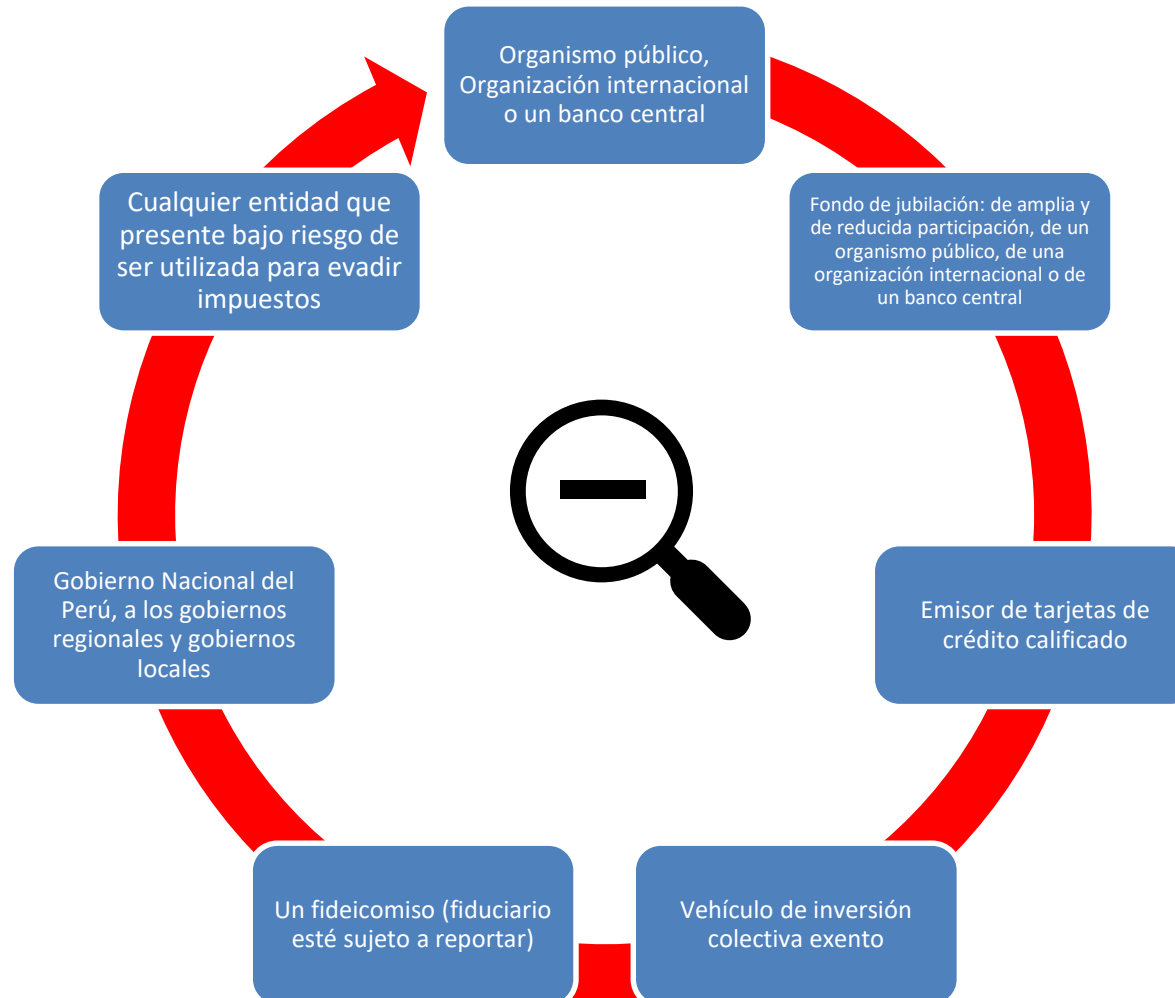 Organismo público,
Organización internacional
o un banco central
Fondo de jubilación: de amplia y
de reducida participación, de un
organismo público, de una
organización internacional o de
un banco central
Emisor de tarjetas de
crédito calificado
Vehículo de inversión
colectiva exento
Un fideicomiso (fiduciario
esté sujeto a reportar)
Gobierno Nacional del
Perú, a los gobiernos
regionales y gobiernos
locales
Cualquier entidad que
presente bajo riesgo de
ser utilizada para evadir
impuestos